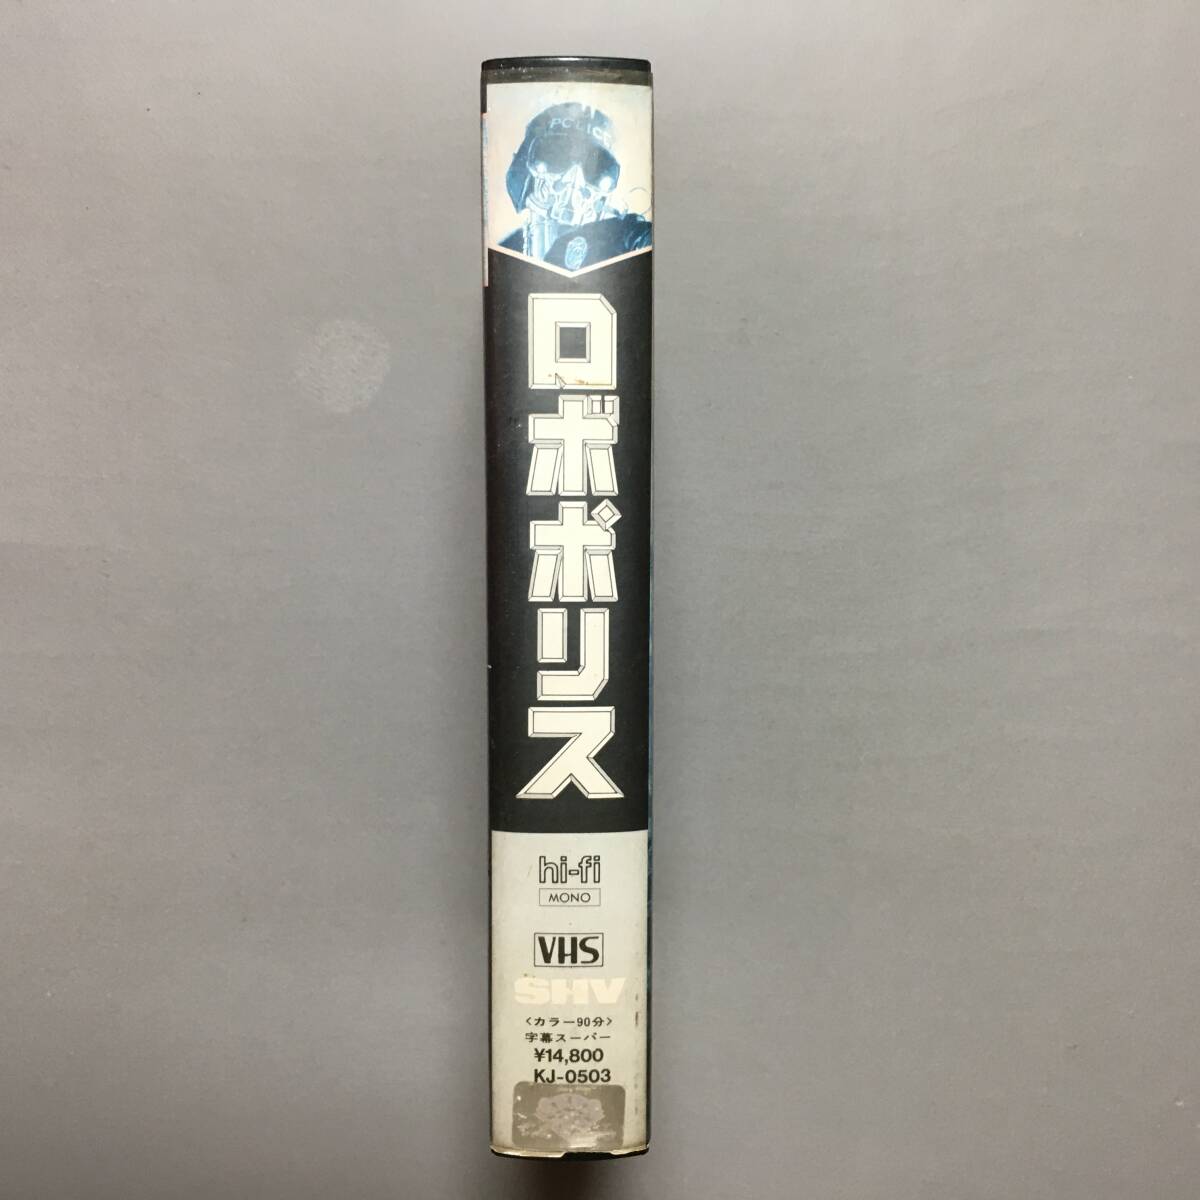 POLICE
ロボポリス
hi-fi
MONO
VHS
SHV
<カラー90分>
字幕スーパー
¥14,800
KJ-0503